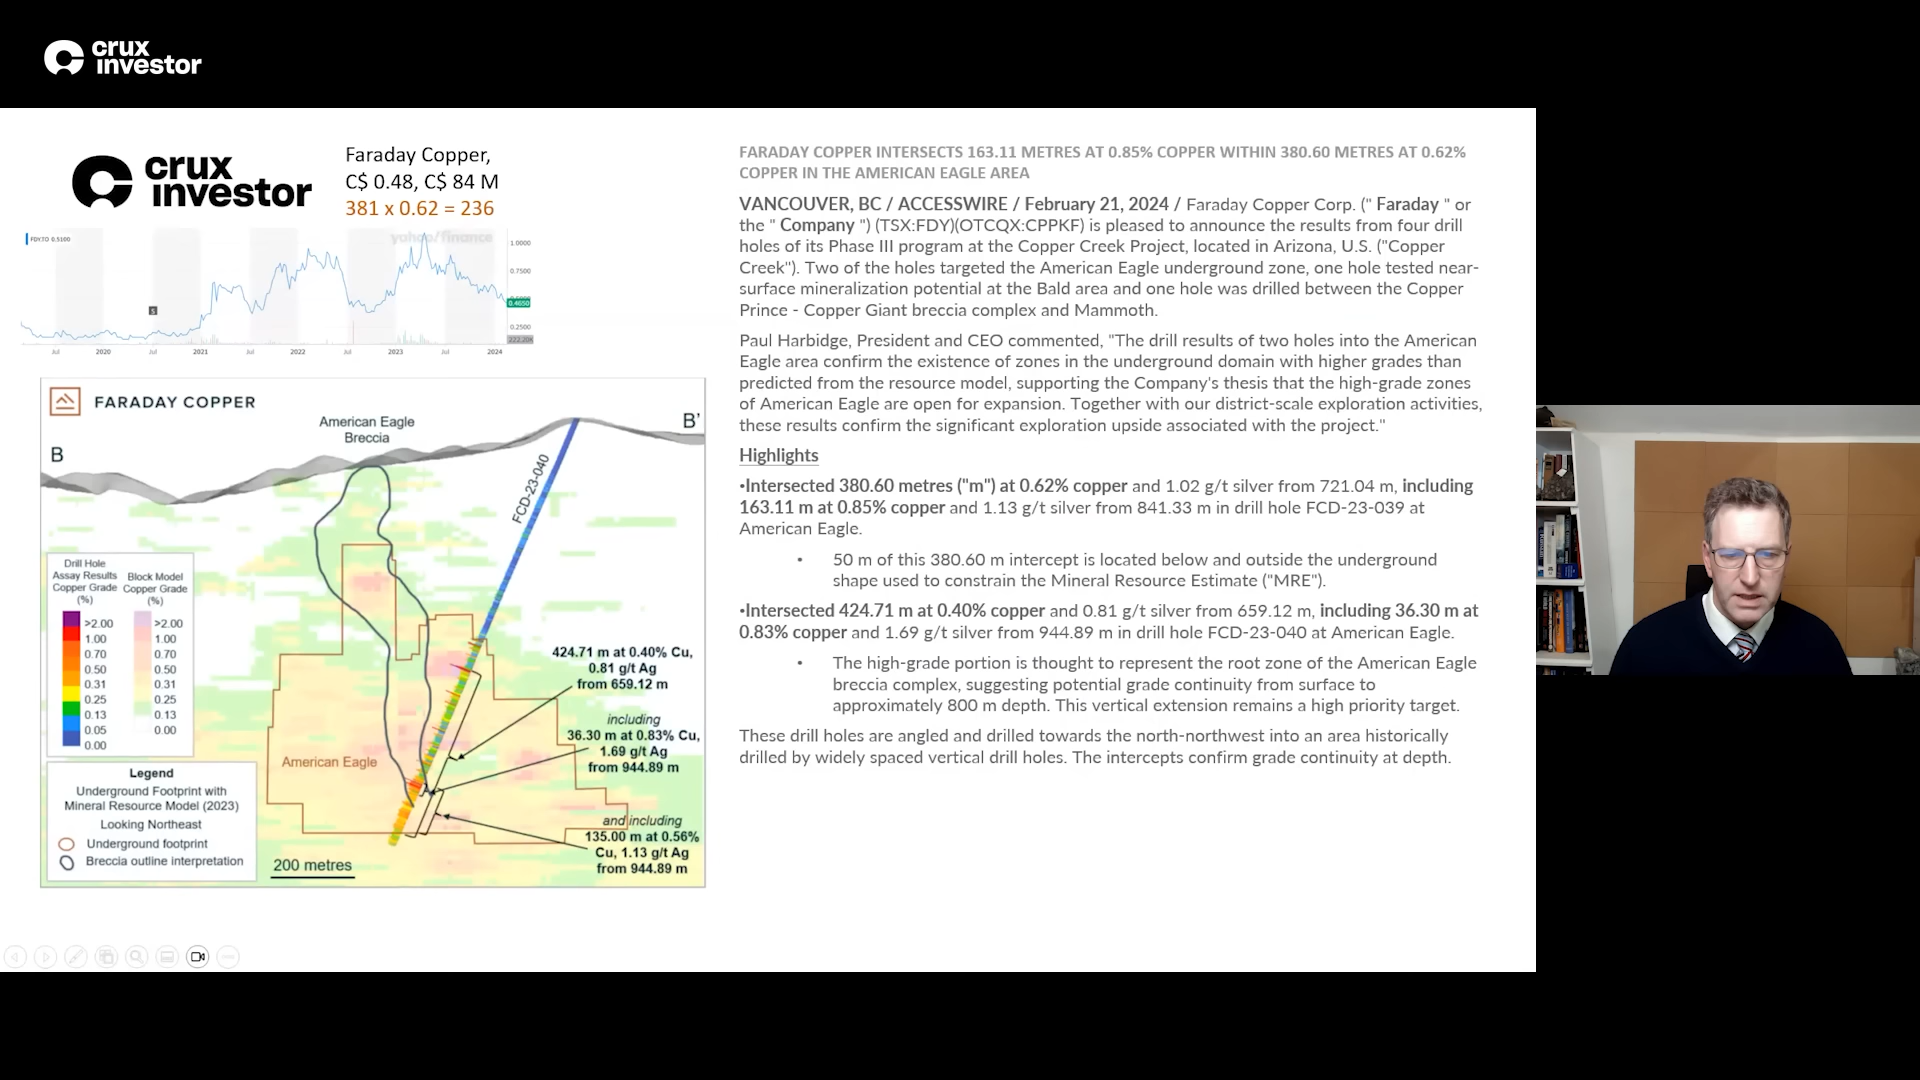 crux
investor
crux
investor
Faraday Copper,
C$ 0.48, C$ 84 M
381 x 0.62 = 236
FDY.TO 0.5100
yahoo/finance
1.0000
0.7500
0.4650
0.2500
222.20K
S
Jul
2020
Jul
2021
Jul
2022
Jul
2023
Jul
2024
FARADAY COPPER
American Eagle
Breccia
B
B'
FCD-23-040
Drill Hole
Assay Results
Copper Grade
(%)
>2.00
1.00
0.70
0.50
0.31
0.25
0.13
0.05
0.00
Block Model
Copper Grade
(%)
>2.00
1.00
0.70
0.50
0.31
0.25
0.13
0.00
424.71 m at 0.40% Cu,
0.81 g/t Ag
from 659.12 m
including
36.30 m at 0.83% Cu,
1.69 g/t Ag
from 944.89 m
American Eagle
and including
135.00 m at 0.56%
Cu, 1.13 g/t Ag
from 944.89 m
Legend
Underground Footprint with
Mineral Resource Model (2023)
Looking Northeast
Underground footprint
Breccia outline interpretation
200 metres
FARADAY COPPER INTERSECTS 163.11 METRES AT 0.85% COPPER WITHIN 380.60 METRES AT 0.62%
COPPER IN THE AMERICAN EAGLE AREA
VANCOUVER, BC / ACCESSWIRE / February 21, 2024 / Faraday Copper Corp. (" Faraday " or
the " Company ") (TSX:FDY)(OTCQX:CPPKF) is pleased to announce the results from four drill
holes of its Phase III program at the Copper Creek Project, located in Arizona, U.S. ("Copper
Creek"). Two of the holes targeted the American Eagle underground zone, one hole tested near-
surface mineralization potential at the Bald area and one hole was drilled between the Copper
Prince - Copper Giant breccia complex and Mammoth.
Paul Harbidge, President and CEO commented, "The drill results of two holes into the American
Eagle area confirm the existence of zones in the underground domain with higher grades than
predicted from the resource model, supporting the Company's thesis that the high-grade zones
of American Eagle are open for expansion. Together with our district-scale exploration activities,
these results confirm the significant exploration upside associated with the project."
Highlights
•Intersected 380.60 metres ("m") at 0.62% copper and 1.02 g/t silver from 721.04 m, including
163.11 m at 0.85% copper and 1.13 g/t silver from 841.33 m in drill hole FCD-23-039 at
American Eagle.
• 50 m of this 380.60 m intercept is located below and outside the underground
shape used to constrain the Mineral Resource Estimate ("MRE").
•Intersected 424.71 m at 0.40% copper and 0.81 g/t silver from 659.12 m, including 36.30 m at
0.83% copper and 1.69 g/t silver from 944.89 m in drill hole FCD-23-040 at American Eagle.
• The high-grade portion is thought to represent the root zone of the American Eagle
breccia complex, suggesting potential grade continuity from surface to
approximately 800 m depth. This vertical extension remains a high priority target.
These drill holes are angled and drilled towards the north-northwest into an area historically
drilled by widely spaced vertical drill holes. The intercepts confirm grade continuity at depth.